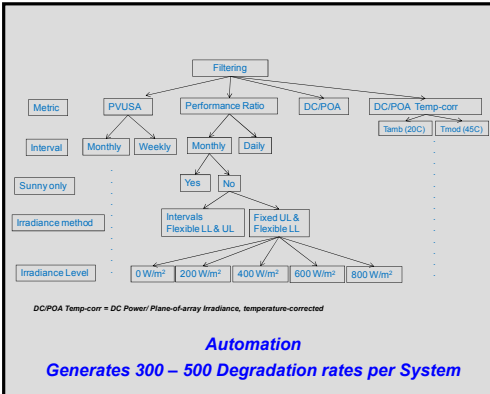 Filtering
Metric PVUSA Performance Ratio DC/POA DC/POA Temp-corr
Tamb (20C) Tmod (45C)
Interval Monthly Weekly Monthly Daily
Sunny only Yes No
Irradiance method Intervals Flexible LL & UL Fixed UL & Flexible LL
Irradiance Level 0 W/m² 200 W/m² 400 W/m² 600 W/m² 800 W/m²
DC/POA Temp-corr = DC Power/ Plane-of-array Irradiance, temperature-corrected
Automation
Generates 300 – 500 Degradation rates per System